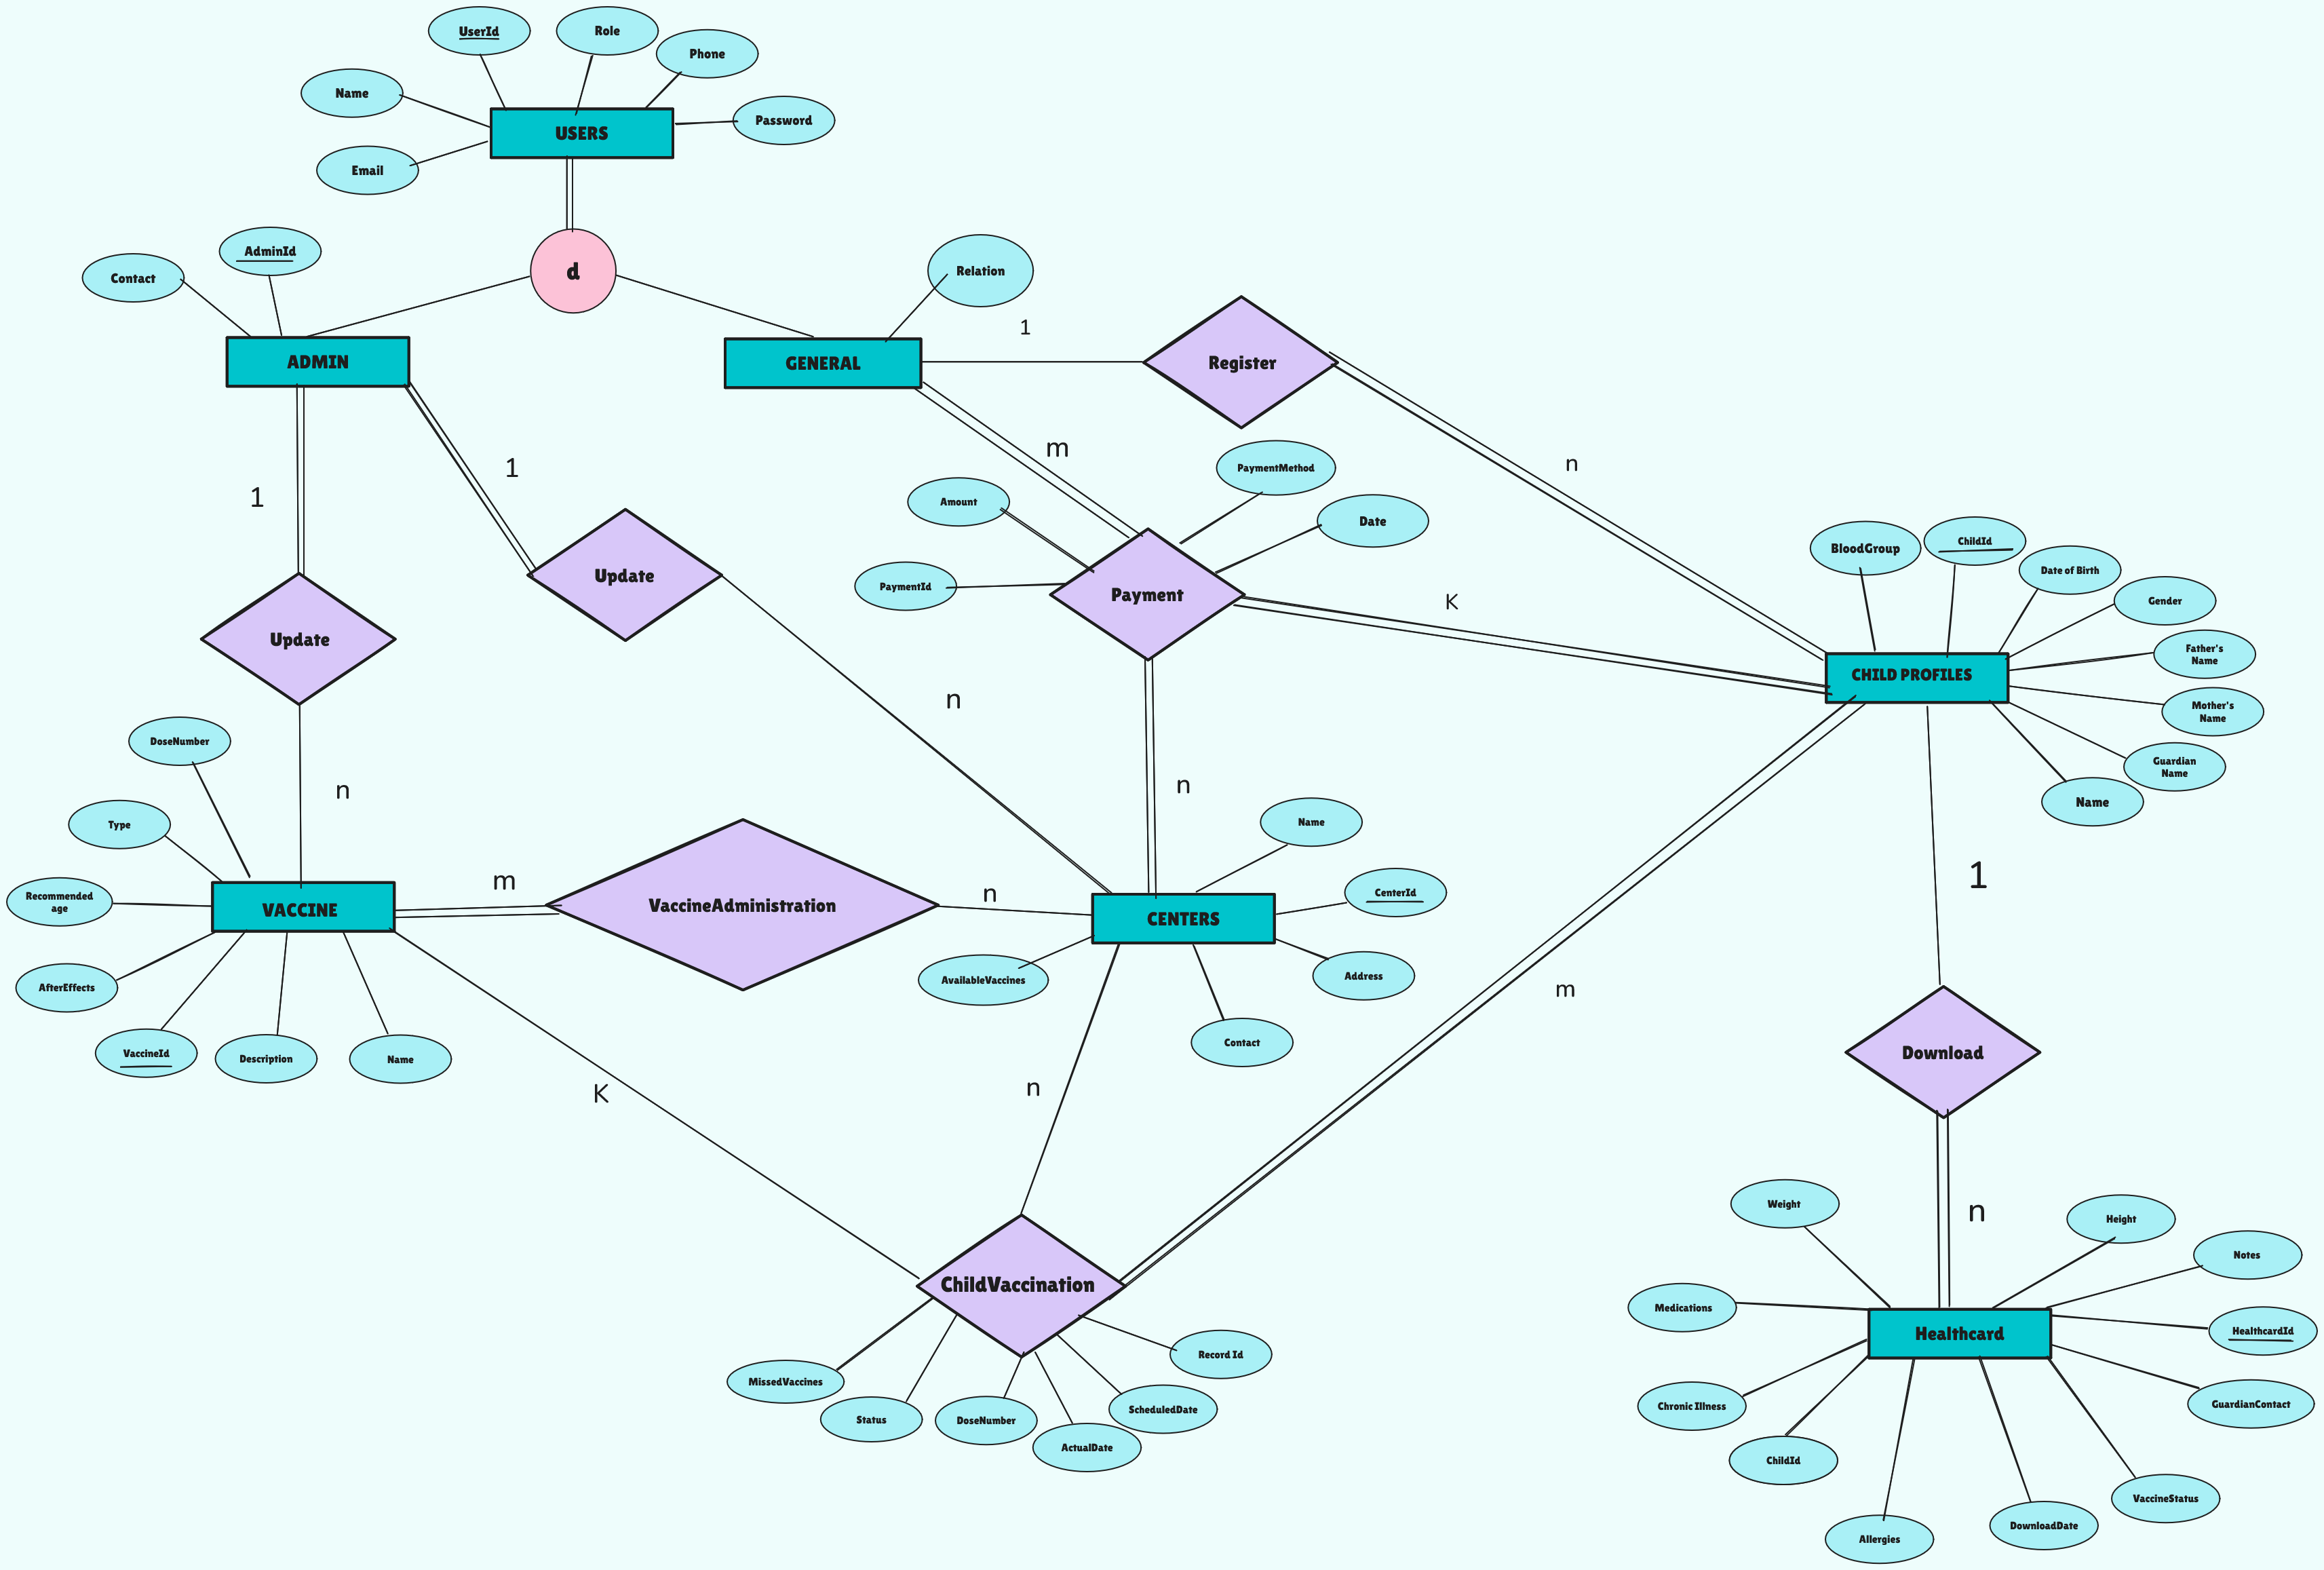 UserId
Role
Phone
Name
Password
USERS
Email
AdminId
Contact
d
Relation
ADMIN
GENERAL
1
Register
m
n
1
1
PaymentMethod
Amount
Date
PaymentId
Payment
K
Update
Update
BloodGroup
ChildId
Date of Birth
Gender
Father's
Name
CHILD PROFILES
Mother's
Name
Guardian
Name
Name
n
DoseNumber
n
n
Type
Name
Recommended
age
VACCINE
m
VaccineAdministration
n
CENTERS
CenterId
1
AfterEffects
AvailableVaccines
Address
m
VaccineId
Description
Name
Contact
Download
K
n
n
Weight
Height
Notes
Medications
Healthcard
HealthcardId
ChildVaccination
Record Id
MissedVaccines
Status
DoseNumber
ScheduledDate
ActualDate
Chronic Illness
GuardianContact
ChildId
VaccineStatus
Allergies
DownloadDate